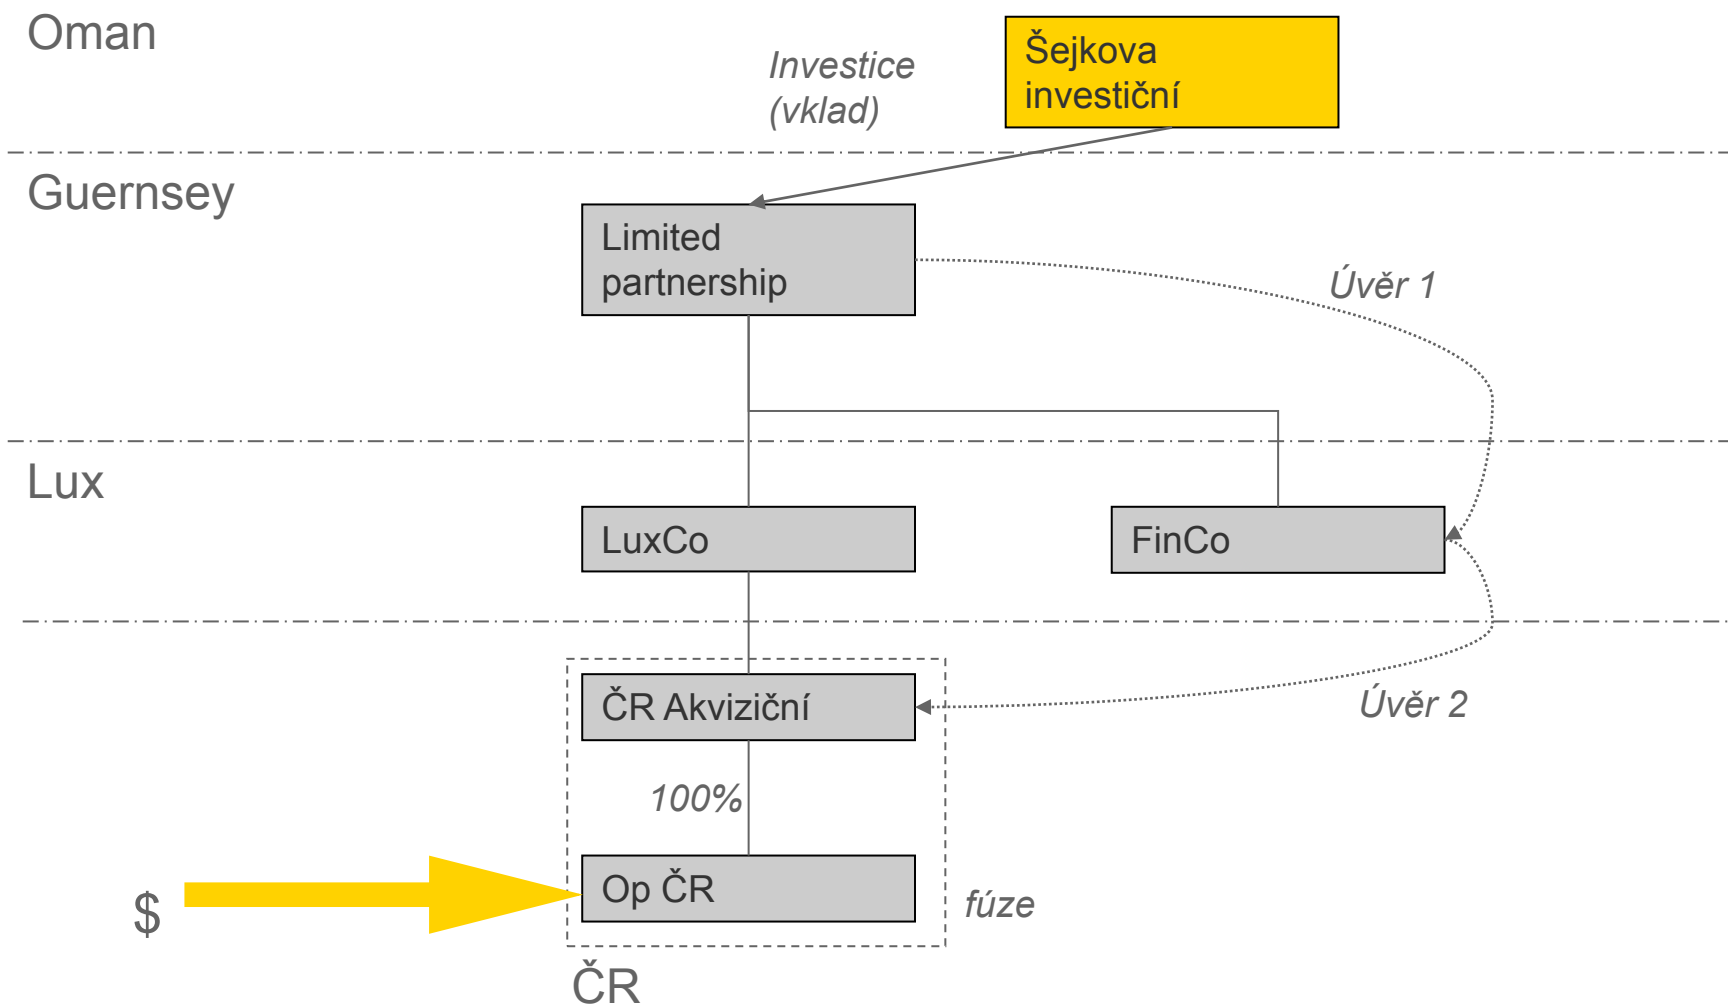 Oman
Šejkova
investiční
Investice
(vklad)
Guernsey
Limited
partnership
Úvěr 1
Lux
LuxCo
FinCo
ČR Akviziční
Úvěr 2
100%
Op ČR
$
fúze
ČR